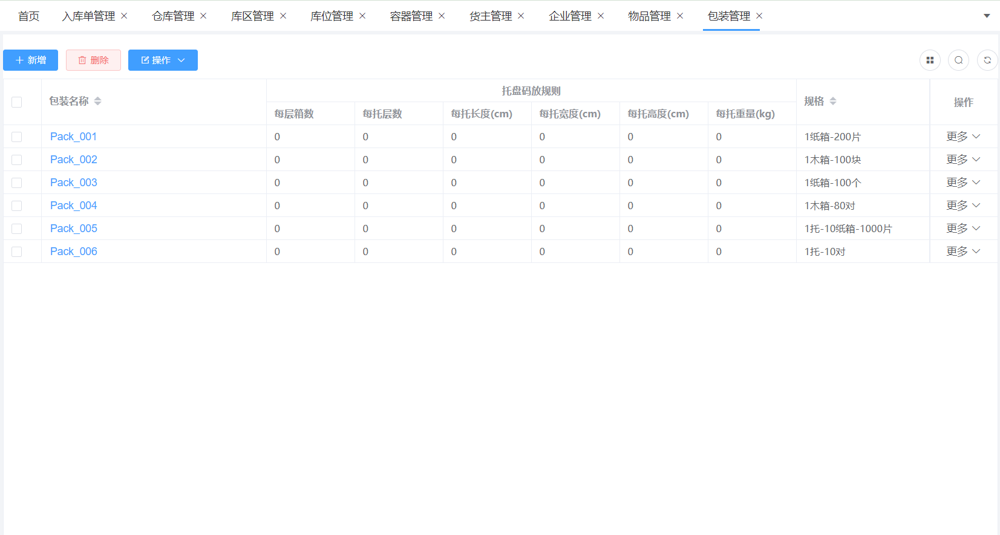 首页 入库单管理 仓库管理 库区管理 库位管理 容器管理 货主管理 企业管理 物品管理 包装管理
新增 删除 操作
包装名称 托盘码放规则 规格 操作
每层箱数 每托层数 每托长度(cm) 每托宽度(cm) 每托高度(cm) 每托重量(kg)
Pack_001 0 0 0 0 0 0 1纸箱-200片 更多
Pack_002 0 0 0 0 0 0 1木箱-100块 更多
Pack_003 0 0 0 0 0 0 1纸箱-100个 更多
Pack_004 0 0 0 0 0 0 1木箱-80对 更多
Pack_005 0 0 0 0 0 0 1托-10纸箱-1000片 更多
Pack_006 0 0 0 0 0 0 1托-10对 更多